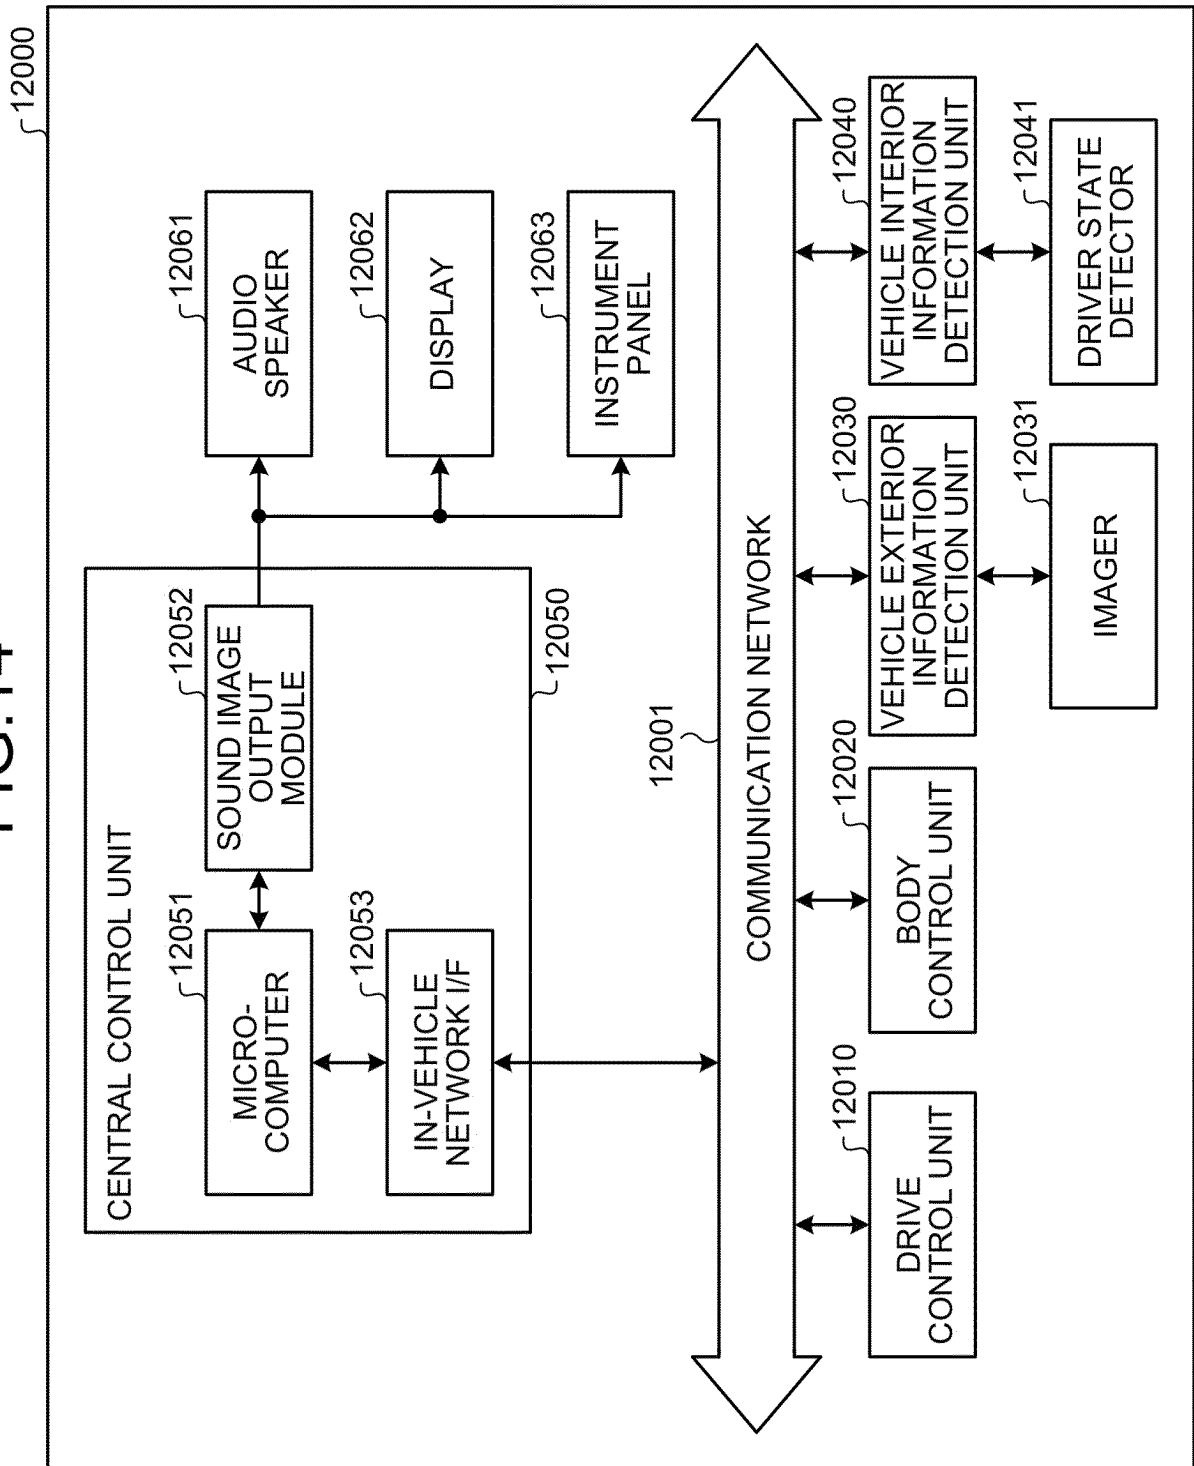 12000
CENTRAL CONTROL UNIT
12051
MICRO-
COMPUTER
12052
SOUND IMAGE
OUTPUT
MODULE
12061
AUDIO
SPEAKER
12053
IN-VEHICLE
NETWORK I/F
12062
DISPLAY
12050
12063
INSTRUMENT
PANEL
12001
COMMUNICATION NETWORK
12010
DRIVE
CONTROL UNIT
12020
BODY
CONTROL UNIT
12030
VEHICLE EXTERIOR
INFORMATION
DETECTION UNIT
12040
VEHICLE INTERIOR
INFORMATION
DETECTION UNIT
12031
IMAGER
12041
DRIVER STATE
DETECTOR